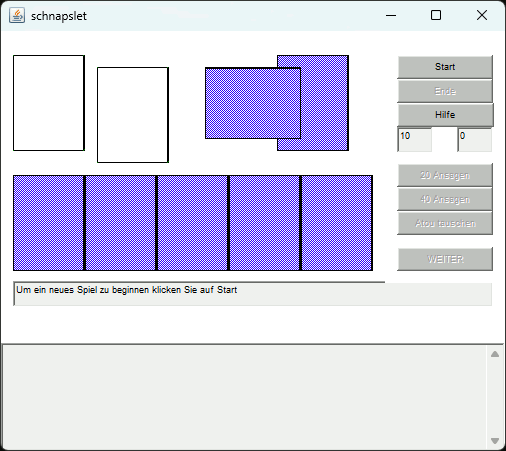 schnapslet
Start
Ende
Hilfe
10 0
20 Ansagen
40 Ansagen
Atou tauschen
WEITER
Um ein neues Spiel zu beginnen klicken Sie auf Start